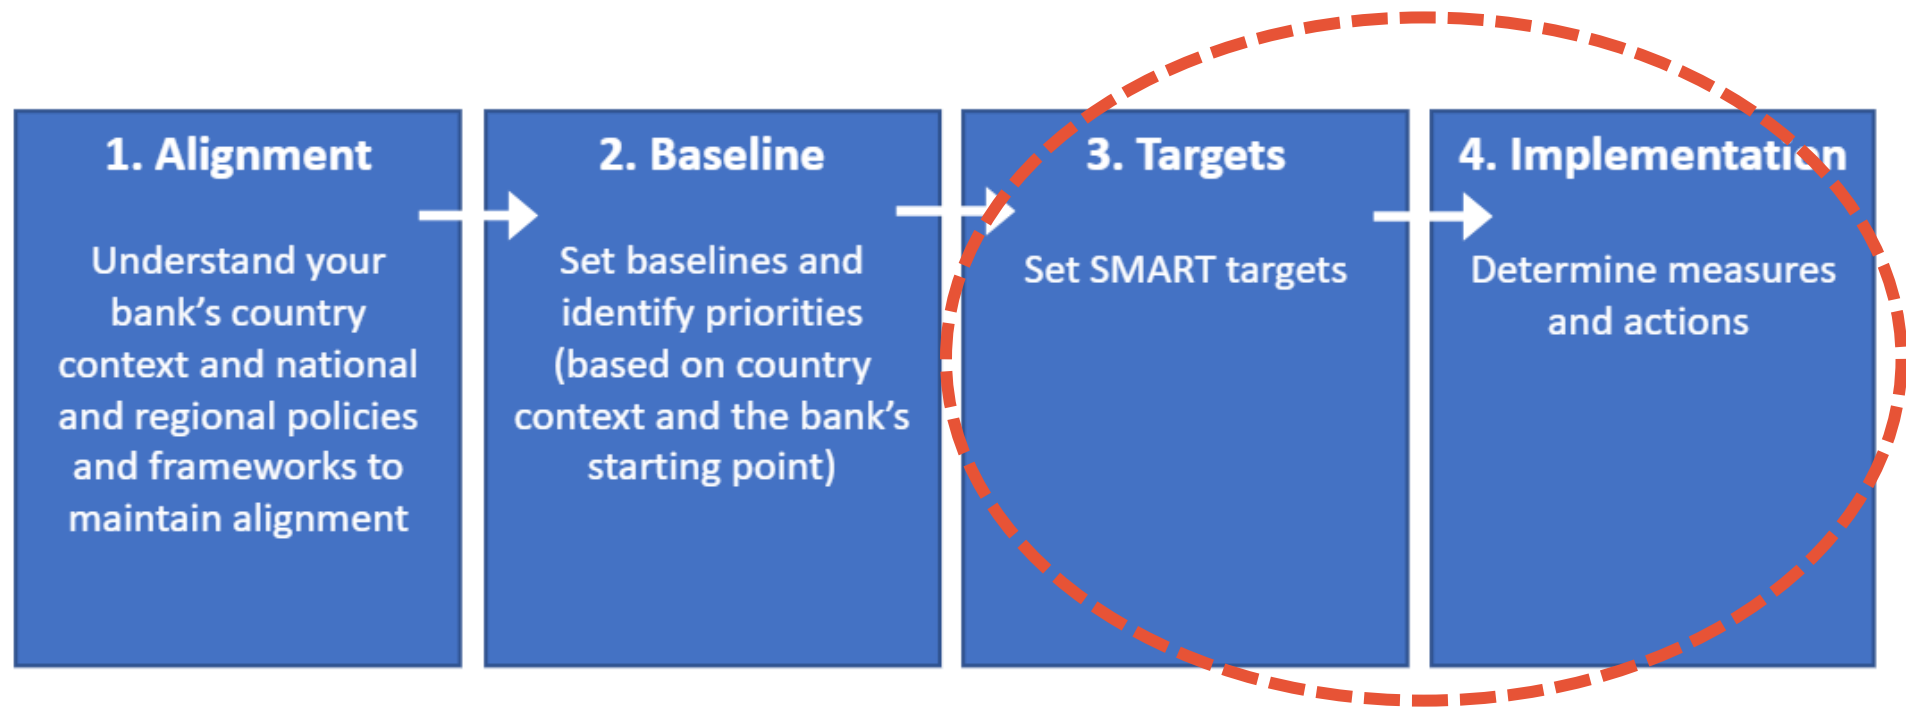 1. Alignment
Understand your
bank's country
context and national
and regional policies
and frameworks to
maintain alignment
2. Baseline
Set baselines and
identify priorities
(based on country
context and the bank's
starting point)
3. Targets
Set SMART targets
4. Implementation
Determine measures
and actions